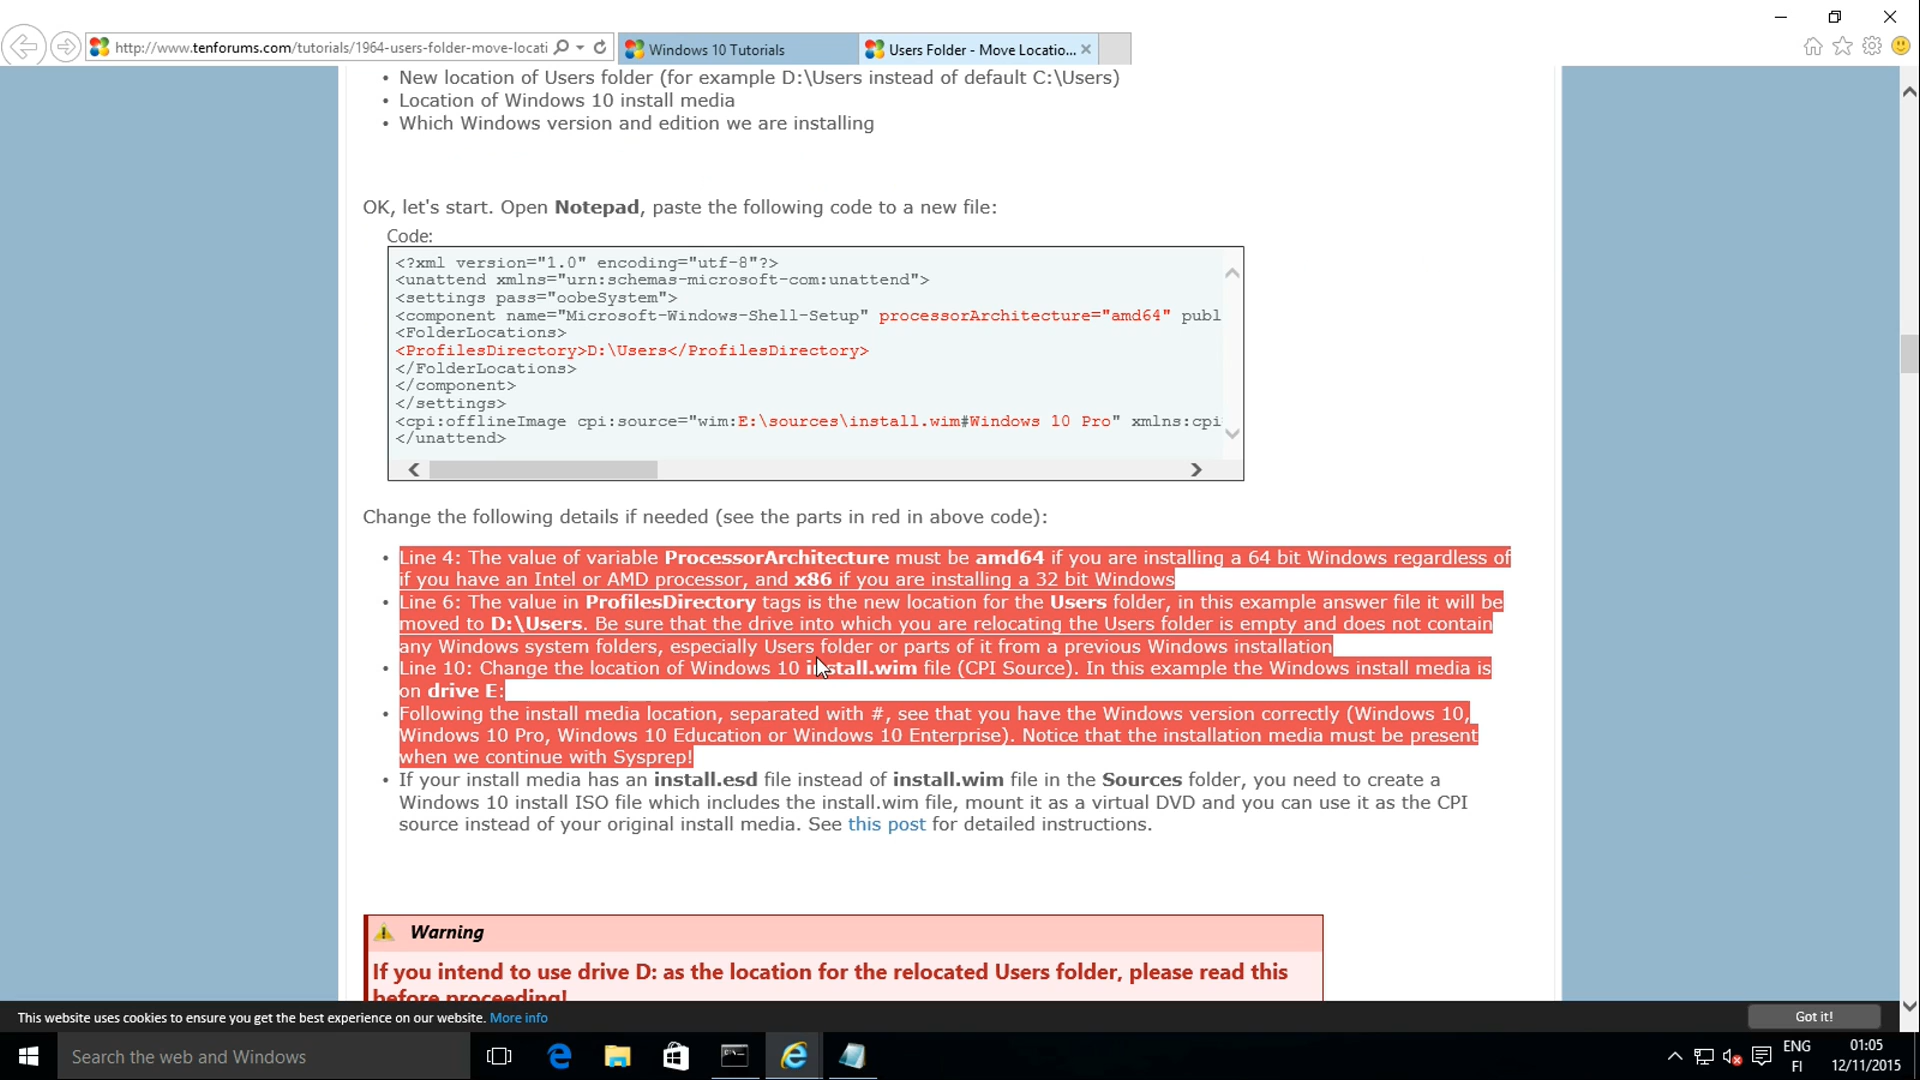 http://www.tenforums.com/tutorials/1964-users-folder-move-locati
Windows 10 Tutorials
Users Folder - Move Locatio...
• New location of Users folder (for example D:\Users instead of default C:\Users)
• Location of Windows 10 install media
• Which Windows version and edition we are installing
OK, let's start. Open Notepad, paste the following code to a new file:
Code:
<?xml version="1.0" encoding="utf-8"?>
<unattend xmlns="urn:schemas-microsoft-com:unattend">
<settings pass="oobeSystem">
<component name="Microsoft-Windows-Shell-Setup" processorArchitecture="amd64" publ
<FolderLocations>
<ProfilesDirectory>D:\Users</ProfilesDirectory>
</FolderLocations>
</component>
</settings>
<cpi:offlineImage cpi:source="wim:E:\sources\install.wim#Windows 10 Pro" xmlns:cpi
</unattend>
Change the following details if needed (see the parts in red in above code):
• Line 4: The value of variable ProcessorArchitecture must be amd64 if you are installing a 64 bit Windows regardless of
if you have an Intel or AMD processor, and x86 if you are installing a 32 bit Windows
• Line 6: The value in ProfilesDirectory tags is the new location for the Users folder, in this example answer file it will be
moved to D:\Users. Be sure that the drive into which you are relocating the Users folder is empty and does not contain
any Windows system folders, especially Users folder or parts of it from a previous Windows installation
• Line 10: Change the location of Windows 10 install.wim file (CPI Source). In this example the Windows install media is
on drive E:
• Following the install media location, separated with #, see that you have the Windows version correctly (Windows 10,
Windows 10 Pro, Windows 10 Education or Windows 10 Enterprise). Notice that the installation media must be present
when we continue with Sysprep!
• If your install media has an install.esd file instead of install.wim file in the Sources folder, you need to create a
Windows 10 install ISO file which includes the install.wim file, mount it as a virtual DVD and you can use it as the CPI
source instead of your original install media. See this post for detailed instructions.
Warning
If you intend to use drive D: as the location for the relocated Users folder, please read this
before proceeding!
This website uses cookies to ensure you get the best experience on our website. More info
Got it!
Search the web and Windows
ENG
FI
01:05
12/11/2015